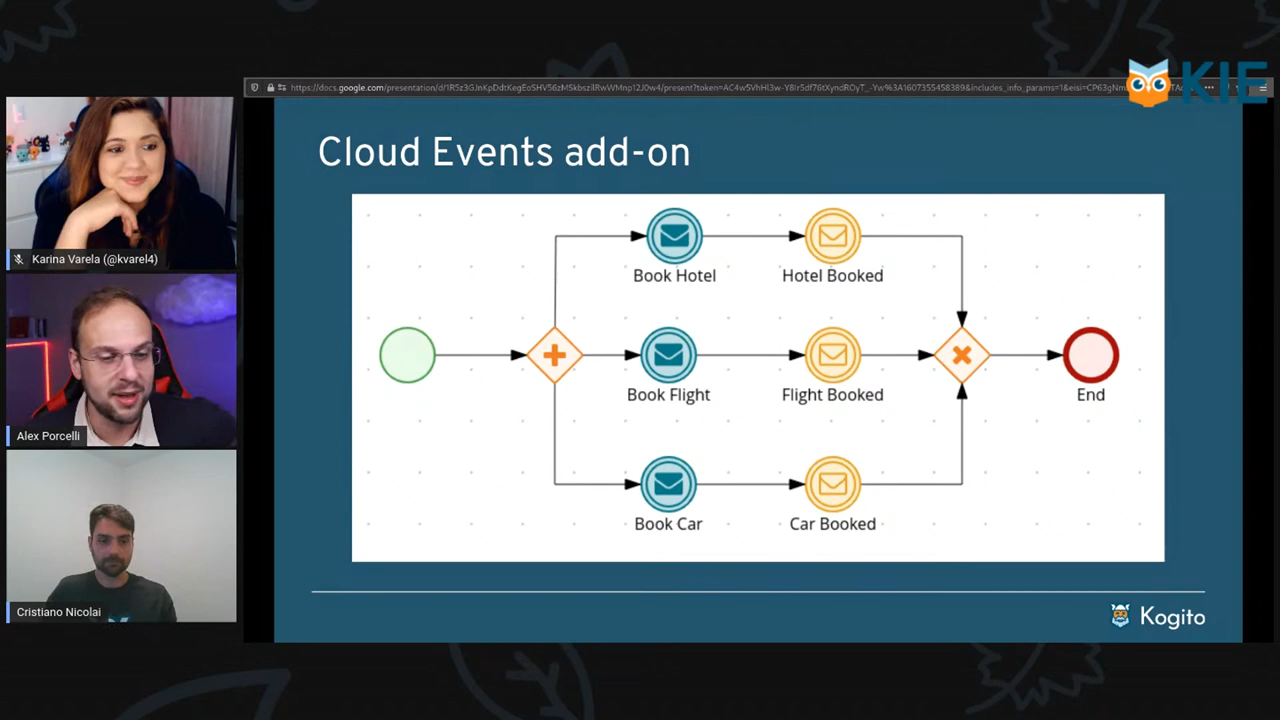 KIE
Cloud Events add-on
Book Hotel
Hotel Booked
Book Flight
Flight Booked
End
Book Car
Car Booked
Kogito
Karina Varela (@kvarel4)
Alex Porcelli
Cristiano Nicolai